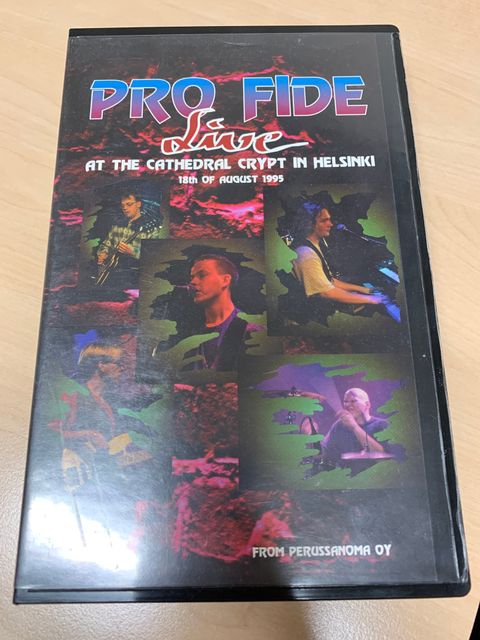 PRO FIDE
Live
AT THE CATHEDRAL CRYPT IN HELSINKI
18th OF AUGUST 1995
FROM PERUSSANOMA OY